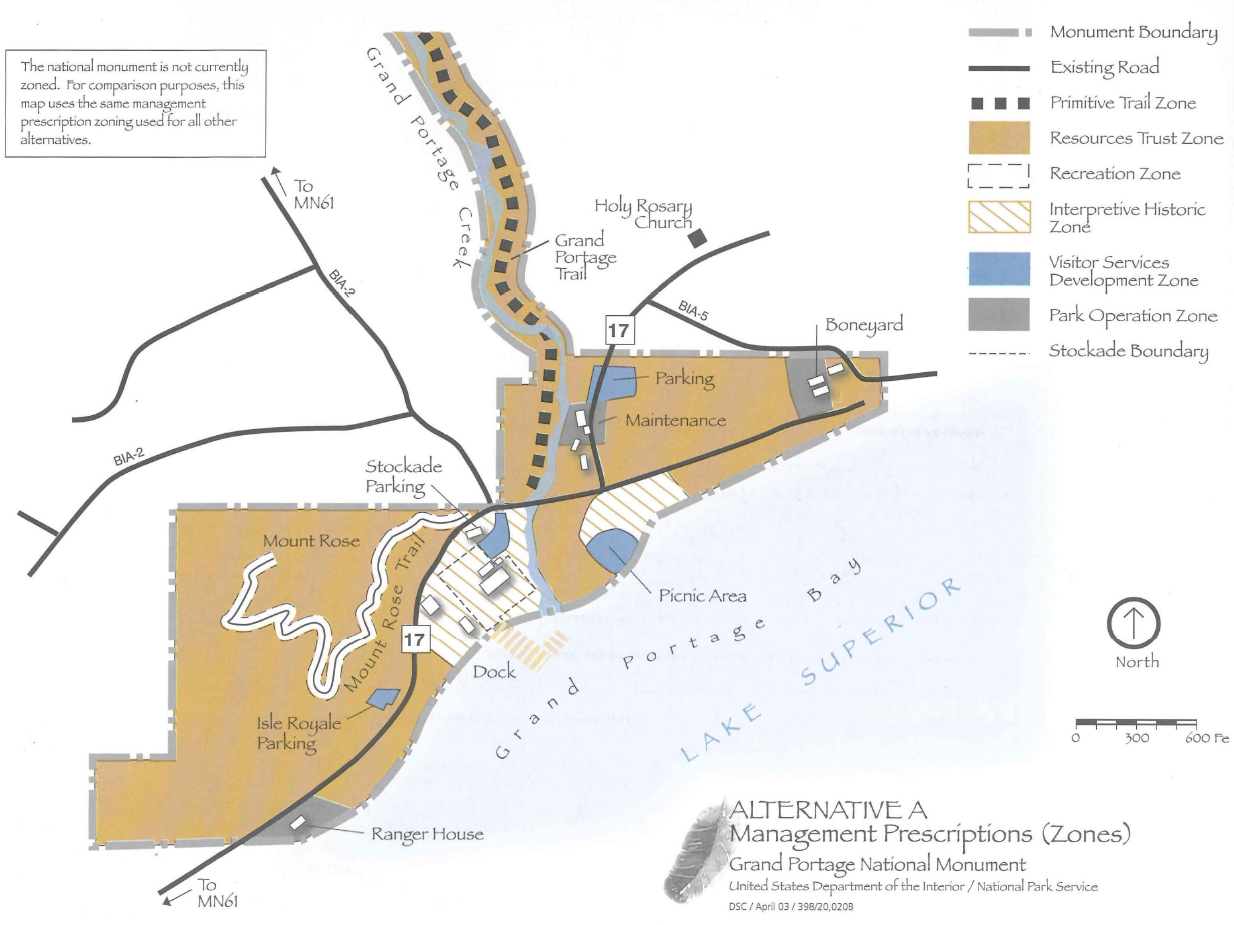 The national monument is not currently
zoned. For comparison purposes, this
map uses the same management
prescription zoning used for all other
alternatives.
Monument Boundary
Existing Road
Primitive Trail Zone
Resources Trust Zone
Recreation Zone
Interpretive Historic
Zone
Visitor Services
Development Zone
Park Operation Zone
Stockade Boundary
Grand Portage Creek
To
MN61
BIA-2
Holy Rosary
Church
Grand
Portage
Trail
17
BIA-5
Boneyard
Parking
Maintenance
BIA-2
Stockade
Parking
Mount Rose
Mount Rose Trail
17
Picnic Area
Dock
Grand Portage Bay
LAKE SUPERIOR
Isle Royale
Parking
Ranger House
To
MN61
North
0 300 600 Fe
ALTERNATIVE A
Management Prescriptions (Zones)
Grand Portage National Monument
United States Department of the Interior / National Park Service
DSC / April 03 / 398/20,020B